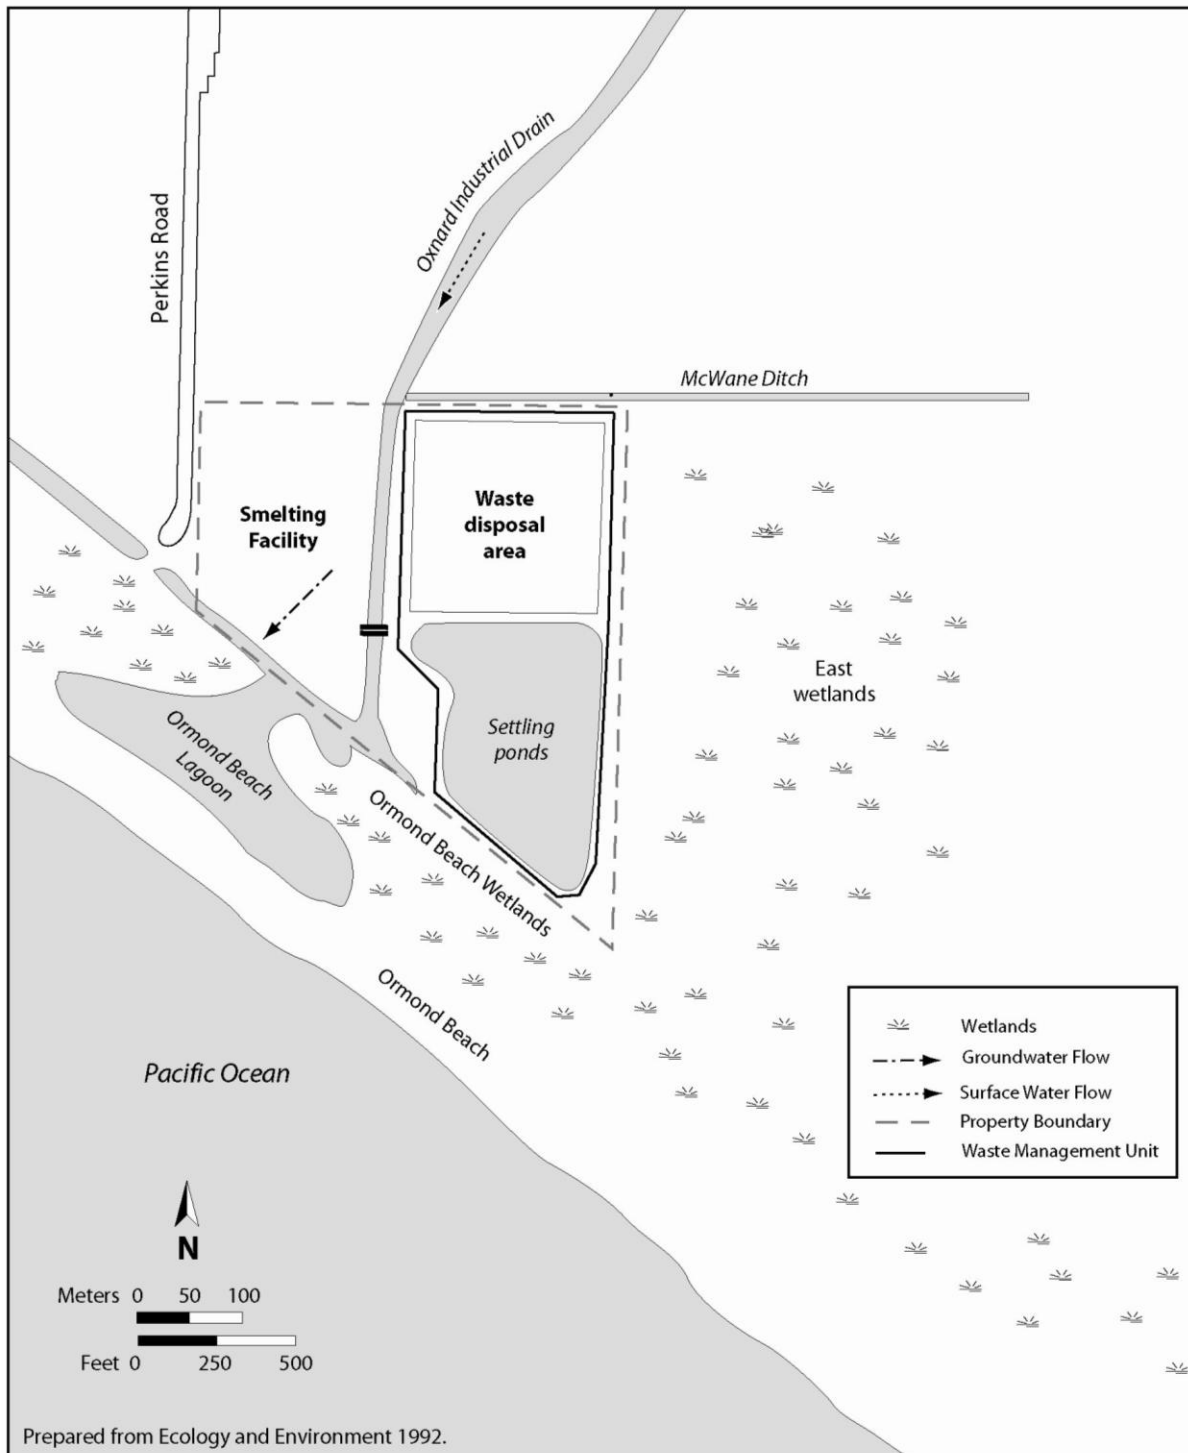 Perkins Road
Oxnard Industrial Drain
McWane Ditch
Smelting
Facility
Waste
disposal
area
East
wetlands
Settling
ponds
Ormond Beach
Lagoon
Ormond Beach Wetlands
Ormond Beach
Pacific Ocean
Wetlands
Groundwater Flow
Surface Water Flow
Property Boundary
Waste Management Unit
N
Meters 0 50 100
Feet 0 250 500
Prepared from Ecology and Environment 1992.